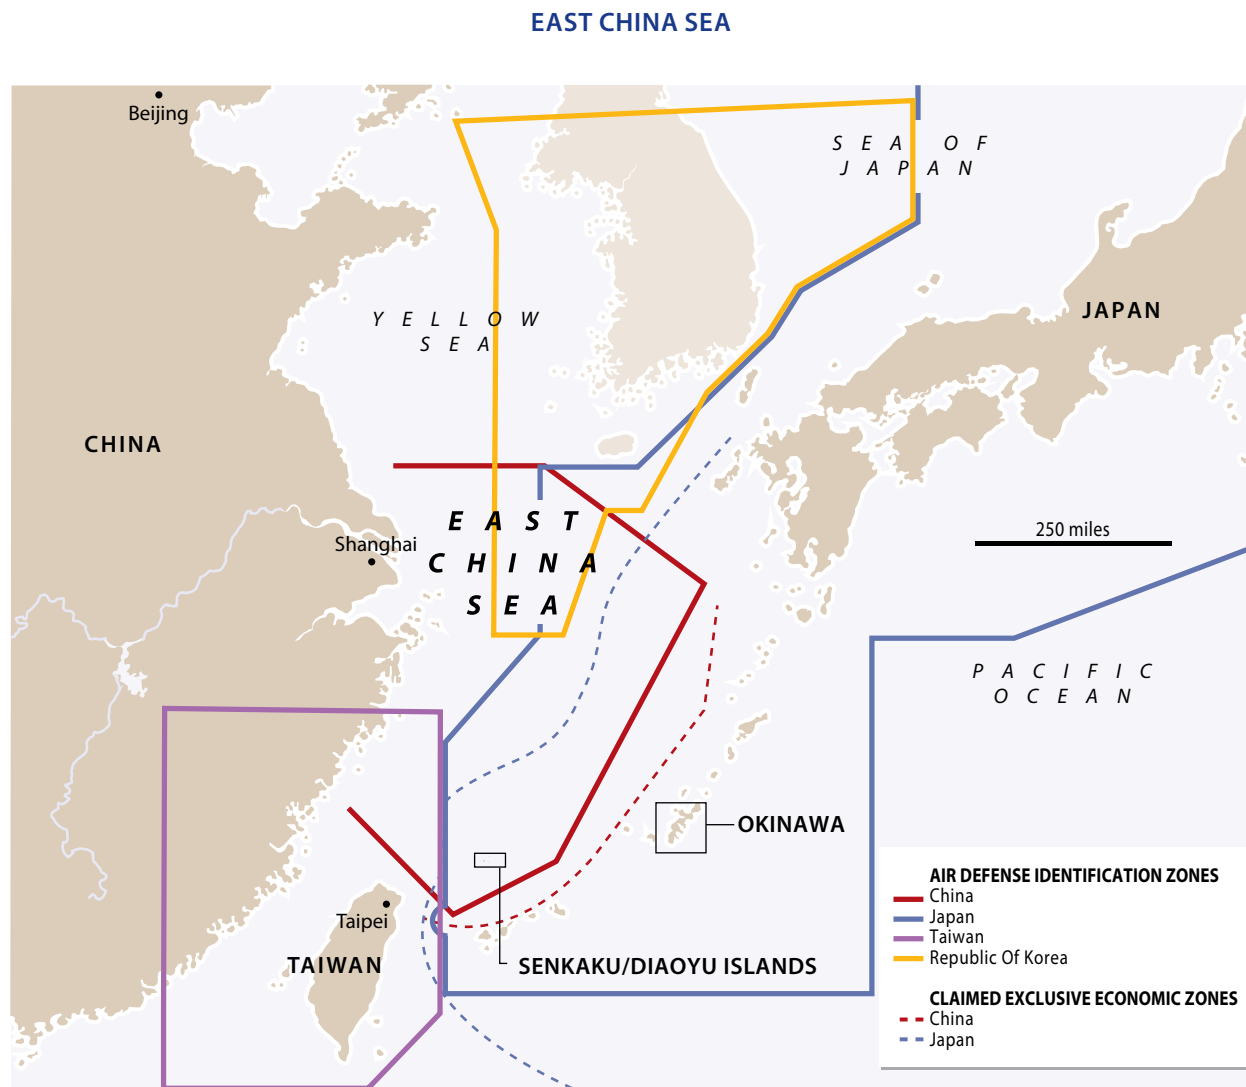 EAST CHINA SEA
Beijing
SEA OF
JAPAN
YELLOW
SEA
JAPAN
CHINA
EAST
CHINA
SEA
Shanghai
250 miles
PACIFIC
OCEAN
OKINAWA
Taipei
TAIWAN
SENKAKU/DIAOYU ISLANDS
AIR DEFENSE IDENTIFICATION ZONES
China
Japan
Taiwan
Republic Of Korea
CLAIMED EXCLUSIVE ECONOMIC ZONES
China
Japan